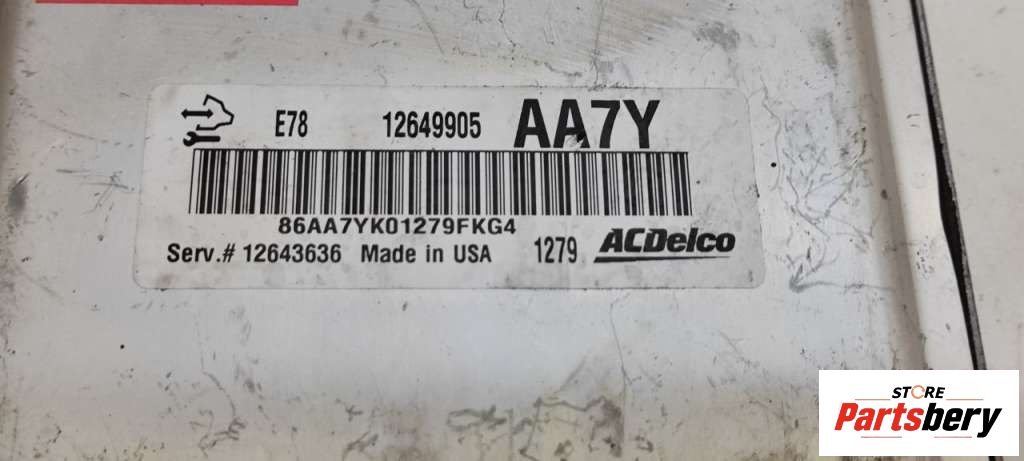 E78 12649905 AA7Y
86AA7YK01279FKG4
Serv.# 12643636 Made in USA 1279 ACDelco
STORE
Partsbery